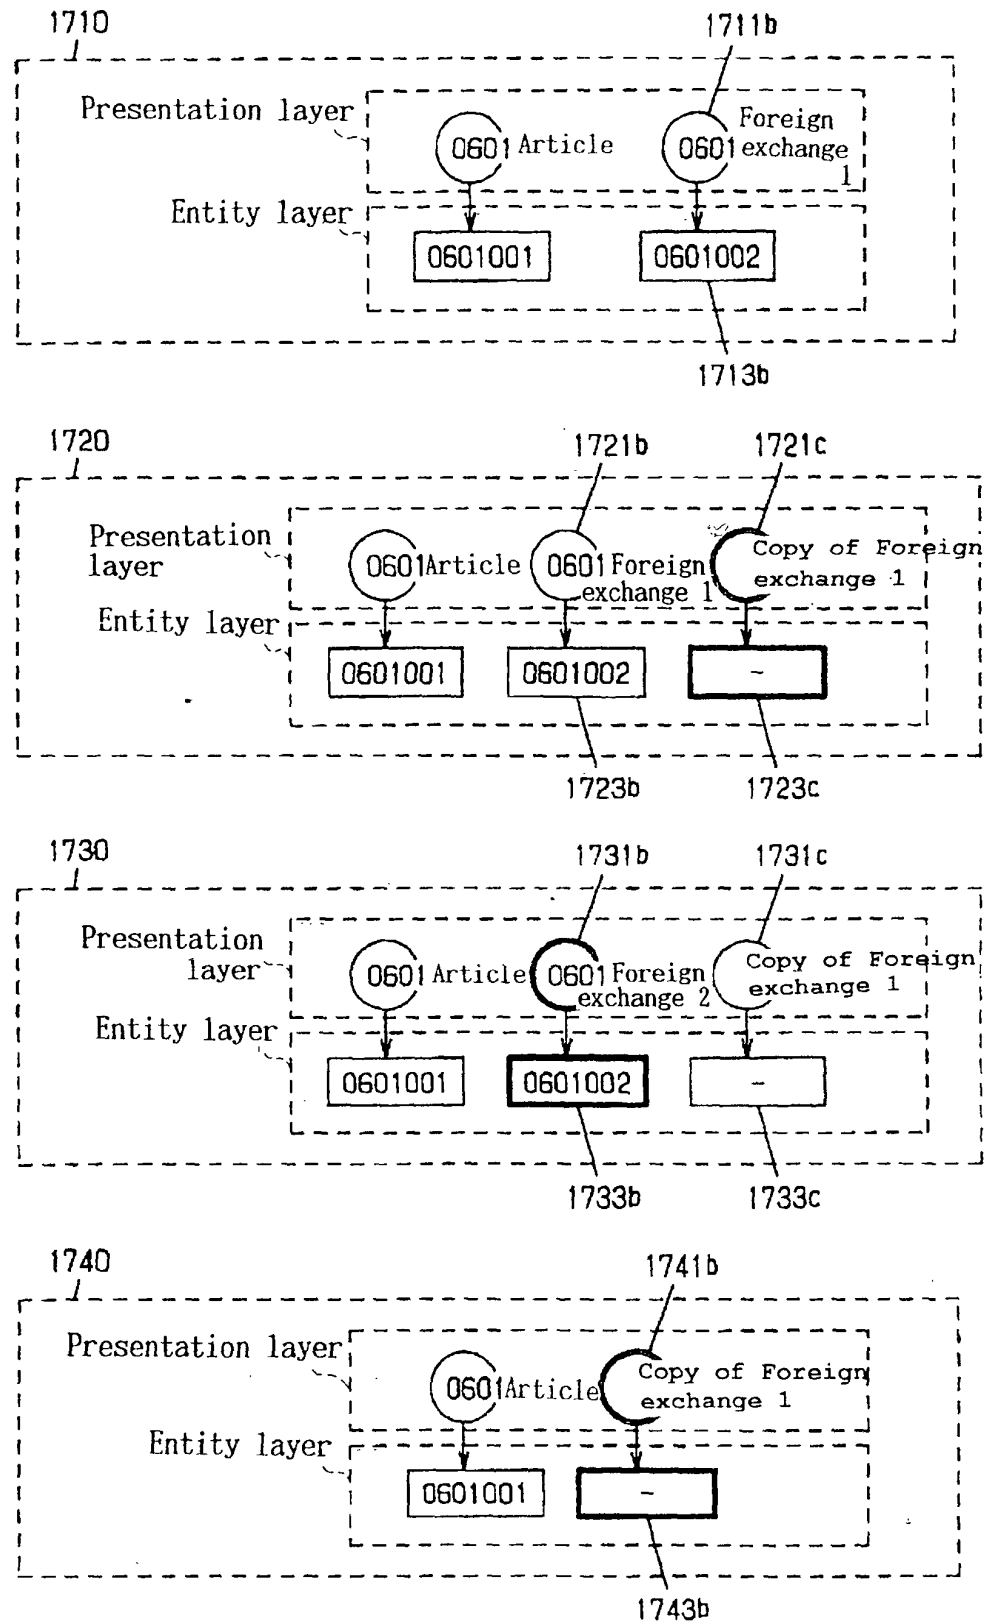 1710
1711b
Presentation layer
0601 Article
0601
Foreign
exchange
1
Entity layer
0601001
0601002
1713b
1720
1721b
1721c
Presentation
layer
0601 Article
0601 Foreign
exchange 1
Copy of Foreign
exchange 1
Entity layer
0601001
0601002
-
1723b
1723c
1730
1731b
1731c
Presentation
layer
0601 Article
0601 Foreign
exchange 2
Copy of Foreign
exchange 1
Entity layer
0601001
0601002
-
1733b
1733c
1740
1741b
Presentation layer
0601 Article
Copy of Foreign
exchange 1
Entity layer
0601001
-
1743b